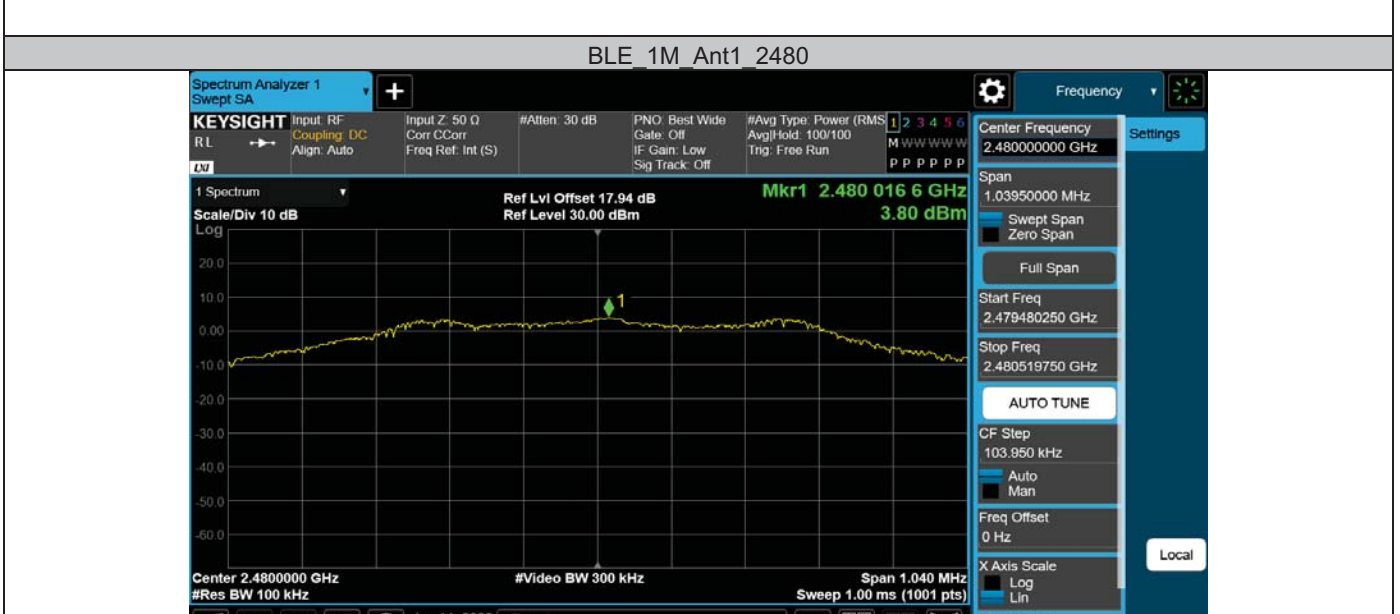 BLE_1M_Ant1_2480
Spectrum Analyzer 1
Swept SA
+
Frequency
KEYSIGHT
RL
LXI
Input: RF
Coupling: DC
Align: Auto
Input Z: 50 Ω
Corr CCorr
Freq Ref: Int (S)
#Atten: 30 dB
PNO: Best Wide
Gate: Off
IF Gain: Low
Sig Track: Off
#Avg Type: Power (RMS
Avg|Hold: 100/100
Trig: Free Run
1 2 3 4 5 6
M W W W W W
P P P P P P
1 Spectrum
Scale/Div 10 dB
Log
Ref Lvl Offset 17.94 dB
Ref Level 30.00 dBm
Mkr1 2.480 016 6 GHz
3.80 dBm
20.0
10.0
0.00
-10.0
-20.0
-30.0
-40.0
-50.0
-60.0
1
Center 2.4800000 GHz
#Res BW 100 kHz
#Video BW 300 kHz
Span 1.040 MHz
Sweep 1.00 ms (1001 pts)
Center Frequency
2.480000000 GHz
Span
1.03950000 MHz
Swept Span
Zero Span
Full Span
Start Freq
2.479480250 GHz
Stop Freq
2.480519750 GHz
AUTO TUNE
CF Step
103.950 kHz
Auto
Man
Freq Offset
0 Hz
X Axis Scale
Log
Lin
Settings
Local